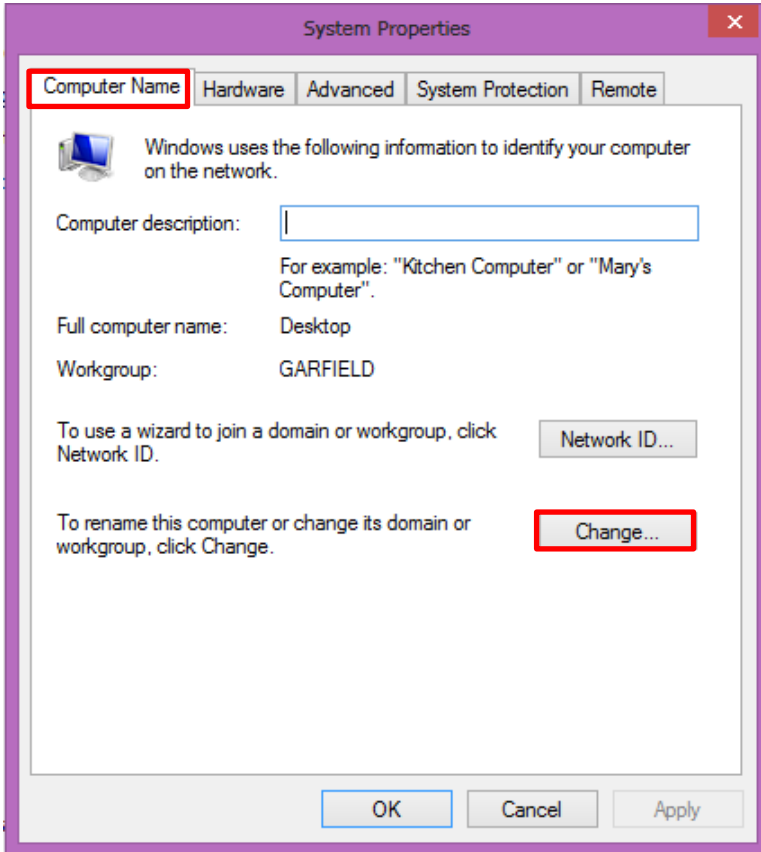 System Properties
Computer Name Hardware Advanced System Protection Remote
Windows uses the following information to identify your computer
on the network.
Computer description:
For example: "Kitchen Computer" or "Mary's
Computer".
Full computer name: Desktop
Workgroup: GARFIELD
To use a wizard to join a domain or workgroup, click
Network ID.
Network ID...
To rename this computer or change its domain or
workgroup, click Change.
Change...
OK Cancel Apply